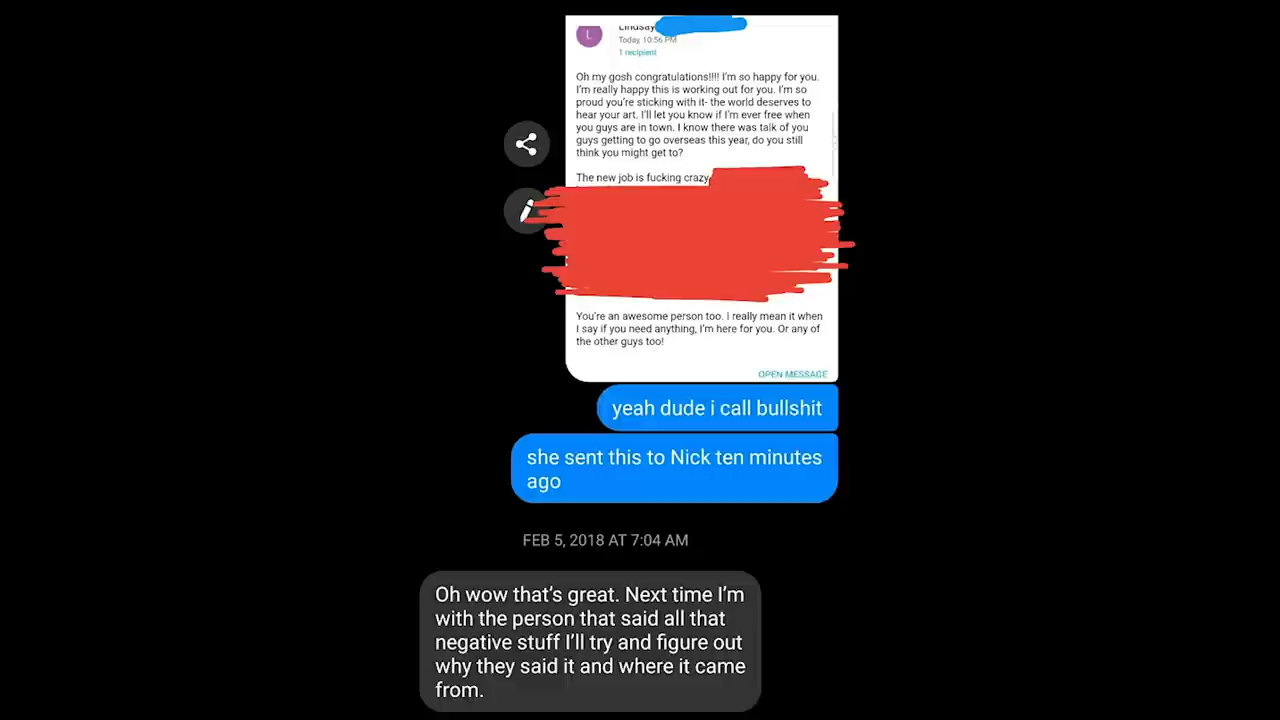 L
Lindsay
Today, 10:56 PM
1 recipient
Oh my gosh congratulations!!!! I'm so happy for you.
I'm really happy this is working out for you. I'm so
proud you're sticking with it- the world deserves to
hear your art. I'll let you know if I'm ever free when
you guys are in town. I know there was talk of you
guys getting to go overseas this year, do you still
think you might get to?
The new job is fucking crazy
You're an awesome person too. I really mean it when
I say if you need anything, I'm here for you. Or any of
the other guys too!
OPEN MESSAGE
yeah dude i call bullshit
she sent this to Nick ten minutes
ago
FEB 5, 2018 AT 7:04 AM
Oh wow that's great. Next time I'm
with the person that said all that
negative stuff I'll try and figure out
why they said it and where it came
from.